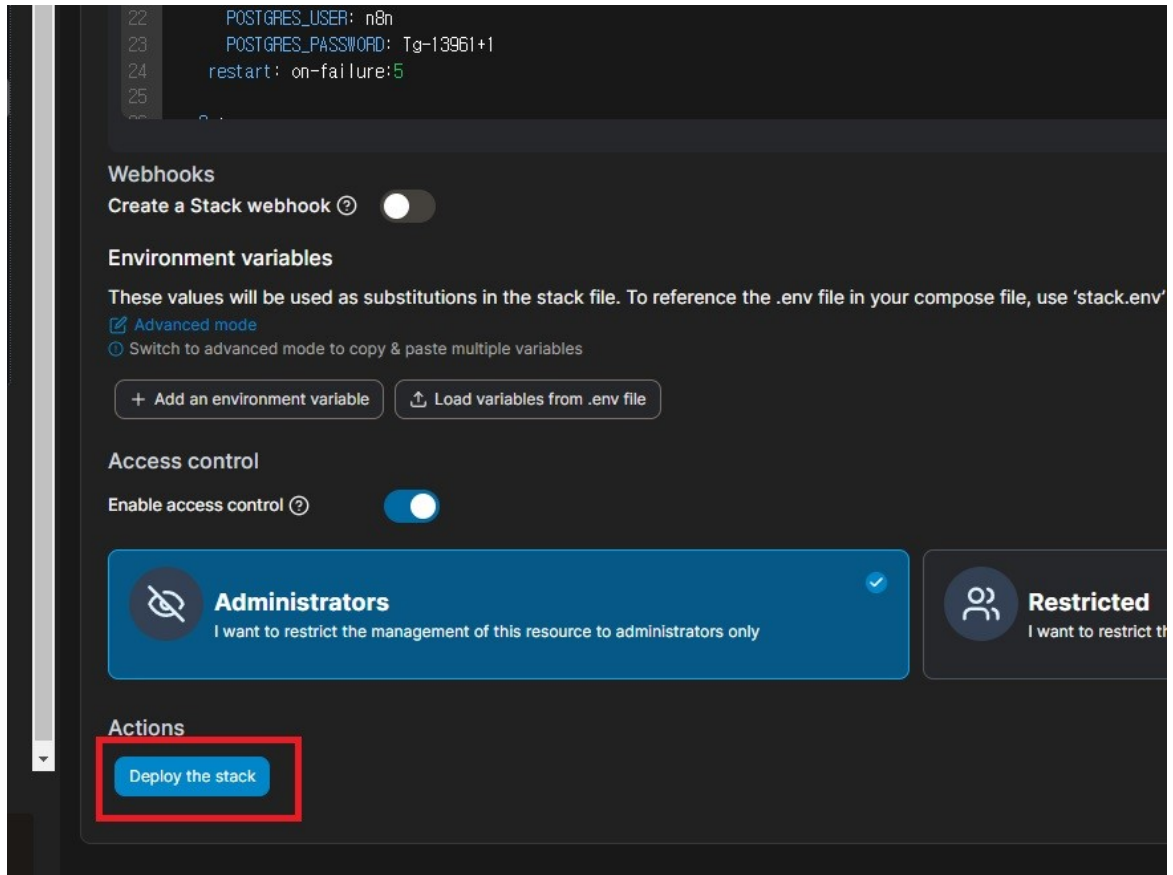 22 POSTGRES_USER: n8n
23 POSTGRES_PASSWORD: Tg-13961+1
24 restart: on-failure:5
25
Webhooks
Create a Stack webhook
Environment variables
These values will be used as substitutions in the stack file. To reference the .env file in your compose file, use ‘stack.env’
Advanced mode
Switch to advanced mode to copy & paste multiple variables
+ Add an environment variable
Load variables from .env file
Access control
Enable access control
Administrators
I want to restrict the management of this resource to administrators only
Restricted
I want to restrict
Actions
Deploy the stack